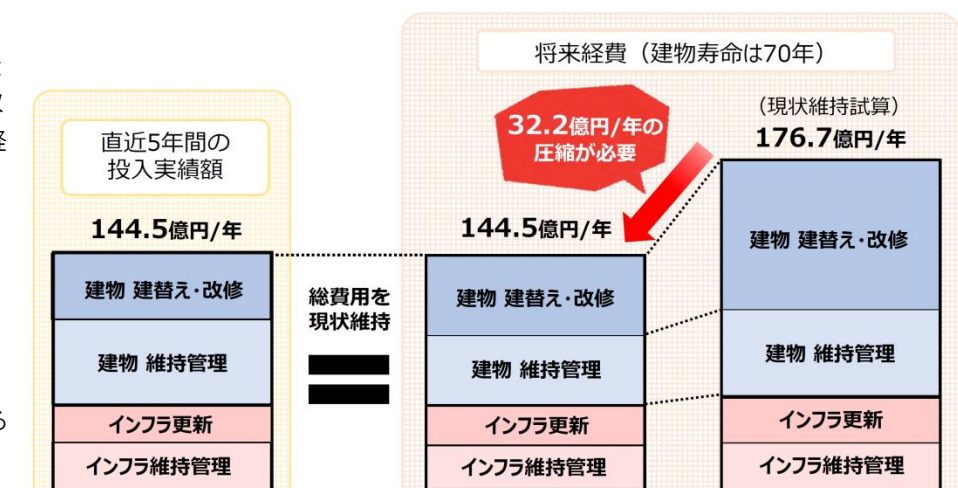 将来経費（建物寿命は70年）
直近5年間の
投入実績額
144.5億円/年
建物 建替え・改修
建物 維持管理
インフラ更新
インフラ維持管理
総費用を
現状維持
32.2億円/年の
圧縮が必要
144.5億円/年
建物 建替え・改修
建物 維持管理
インフラ更新
インフラ維持管理
（現状維持試算）
176.7億円/年
建物 建替え・改修
建物 維持管理
インフラ更新
インフラ維持管理